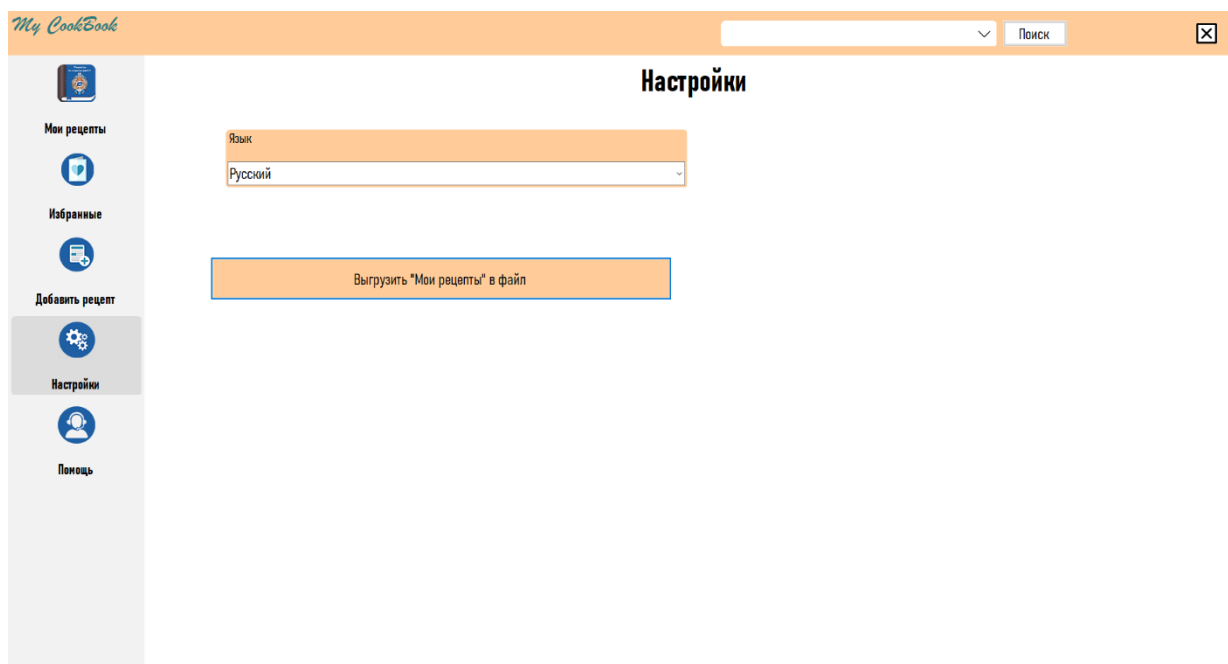 My CookBook
Поиск
Настройки
Мои рецепты
Язык
Русский
Избранные
Выгрузить "Мои рецепты" в файл
Добавить рецепт
Настройки
Помощь